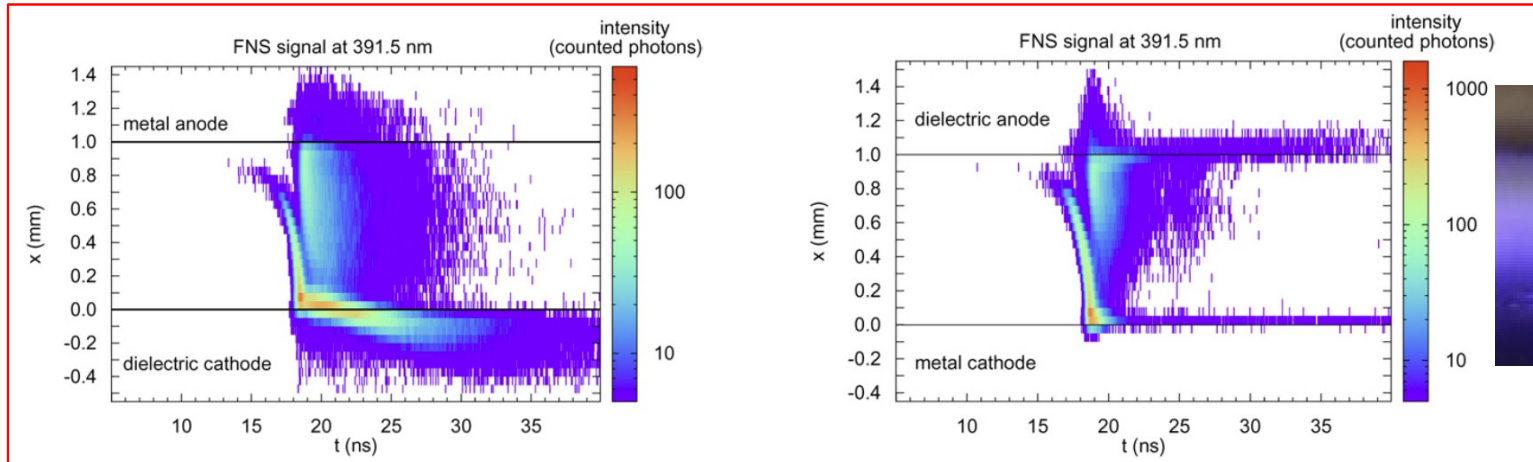 FNS signal at 391.5 nm
intensity
(counted photons)
1.4
1.2
1.0
0.8
0.6
0.4
0.2
0.0
-0.2
-0.4
x (mm)
metal anode
dielectric cathode
10
15
20
25
30
35
t (ns)
100
10
FNS signal at 391.5 nm
intensity
(counted photons)
1.4
1.2
1.0
0.8
0.6
0.4
0.2
0.0
-0.2
-0.4
x (mm)
dielectric anode
metal cathode
10
15
20
25
30
35
t (ns)
1000
100
10